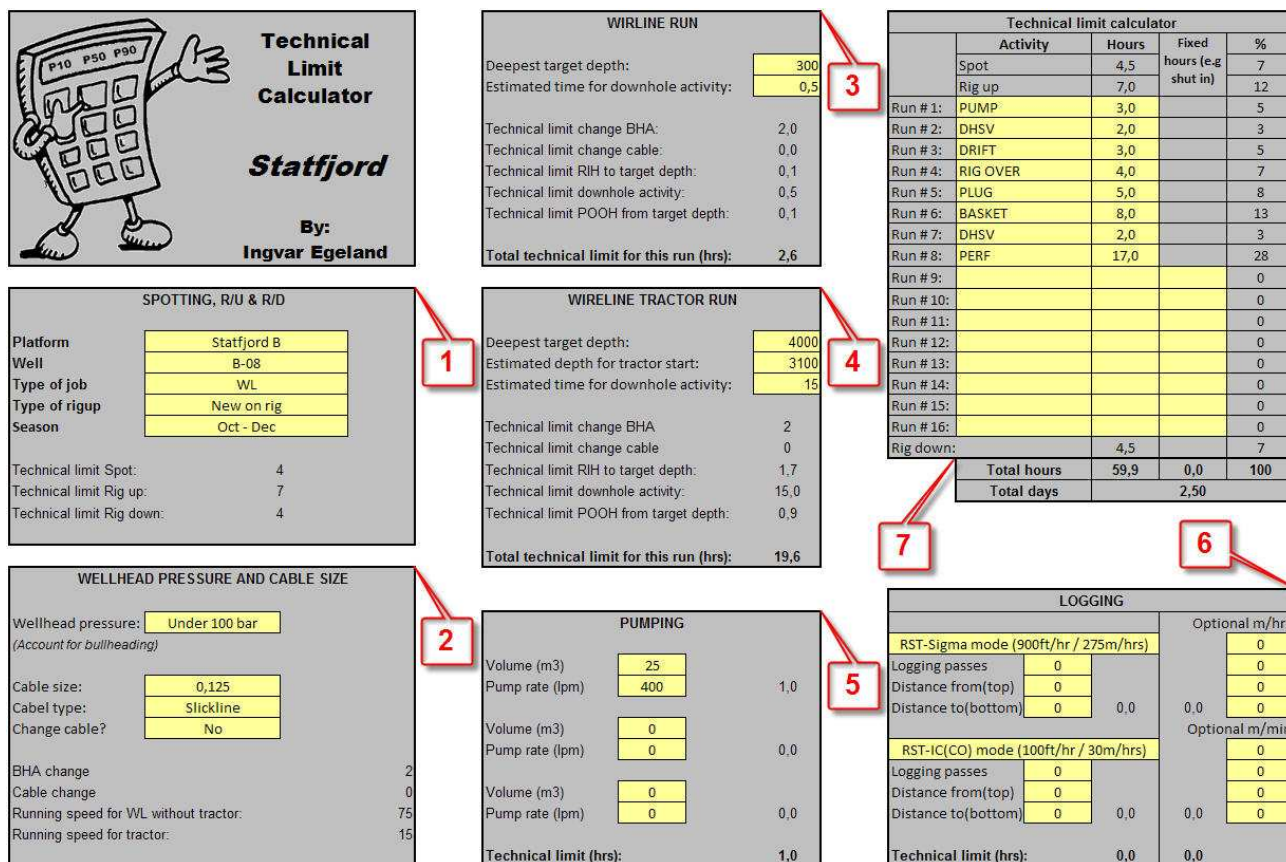 P10 P50 P90
Technical
Limit
Calculator
Statfjord
By:
Ingvar Egeland
SPOTTING, R/U & R/D
Platform Statfjord B
Well B-08
Type of job WL
Type of rigup New on rig
Season Oct - Dec
Technical limit Spot: 4
Technical limit Rig up: 7
Technical limit Rig down: 4
1
WELLHEAD PRESSURE AND CABLE SIZE
Wellhead pressure: Under 100 bar
(Account for bullheading)
Cable size: 0,125
Cabel type: Slickline
Change cable? No
BHA change 2
Cable change 0
Running speed for WL without tractor: 75
Running speed for tractor: 15
2
WIRLINE RUN
Deepest target depth: 300
Estimated time for downhole activity: 0,5
Technical limit change BHA: 2,0
Technical limit change cable: 0,0
Technical limit RIH to target depth: 0,1
Technical limit downhole activity: 0,5
Technical limit POOH from target depth: 0,1
Total technical limit for this run (hrs): 2,6
3
WIRELINE TRACTOR RUN
Deepest target depth: 4000
Estimated depth for tractor start: 3100
Estimated time for downhole activity: 15
Technical limit change BHA 2
Technical limit change cable 0
Technical limit RIH to target depth: 1,7
Technical limit downhole activity: 15,0
Technical limit POOH from target depth: 0,9
Total technical limit for this run (hrs): 19,6
4
PUMPING
Volume (m3) 25
Pump rate (lpm) 400 1,0
Volume (m3) 0
Pump rate (lpm) 0 0,0
Volume (m3) 0
Pump rate (lpm) 0 0,0
Technical limit (hrs): 1,0
5
Technical limit calculator
Activity Hours Fixed hours (e.g shut in) %
Spot 4,5 7
Rig up 7,0 12
Run # 1: PUMP 3,0 5
Run # 2: DHSV 2,0 3
Run # 3: DRIFT 3,0 5
Run # 4: RIG OVER 4,0 7
Run # 5: PLUG 5,0 8
Run # 6: BASKET 8,0 13
Run # 7: DHSV 2,0 3
Run # 8: PERF 17,0 28
Run # 9: 0
Run # 10: 0
Run # 11: 0
Run # 12: 0
Run # 13: 0
Run # 14: 0
Run # 15: 0
Run # 16: 0
Rig down: 4,5 7
Total hours 59,9 0,0 100
Total days 2,50
7
6
LOGGING
Optional m/hr
RST-Sigma mode (900ft/hr / 275m/hrs) 0
Logging passes 0 0
Distance from(top) 0 0
Distance to(bottom) 0 0,0 0,0 0
Optional m/min
RST-IC(CO) mode (100ft/hr / 30m/hrs) 0
Logging passes 0 0
Distance from(top) 0 0
Distance to(bottom) 0 0,0 0,0 0
Technical limit (hrs): 0,0 0,0